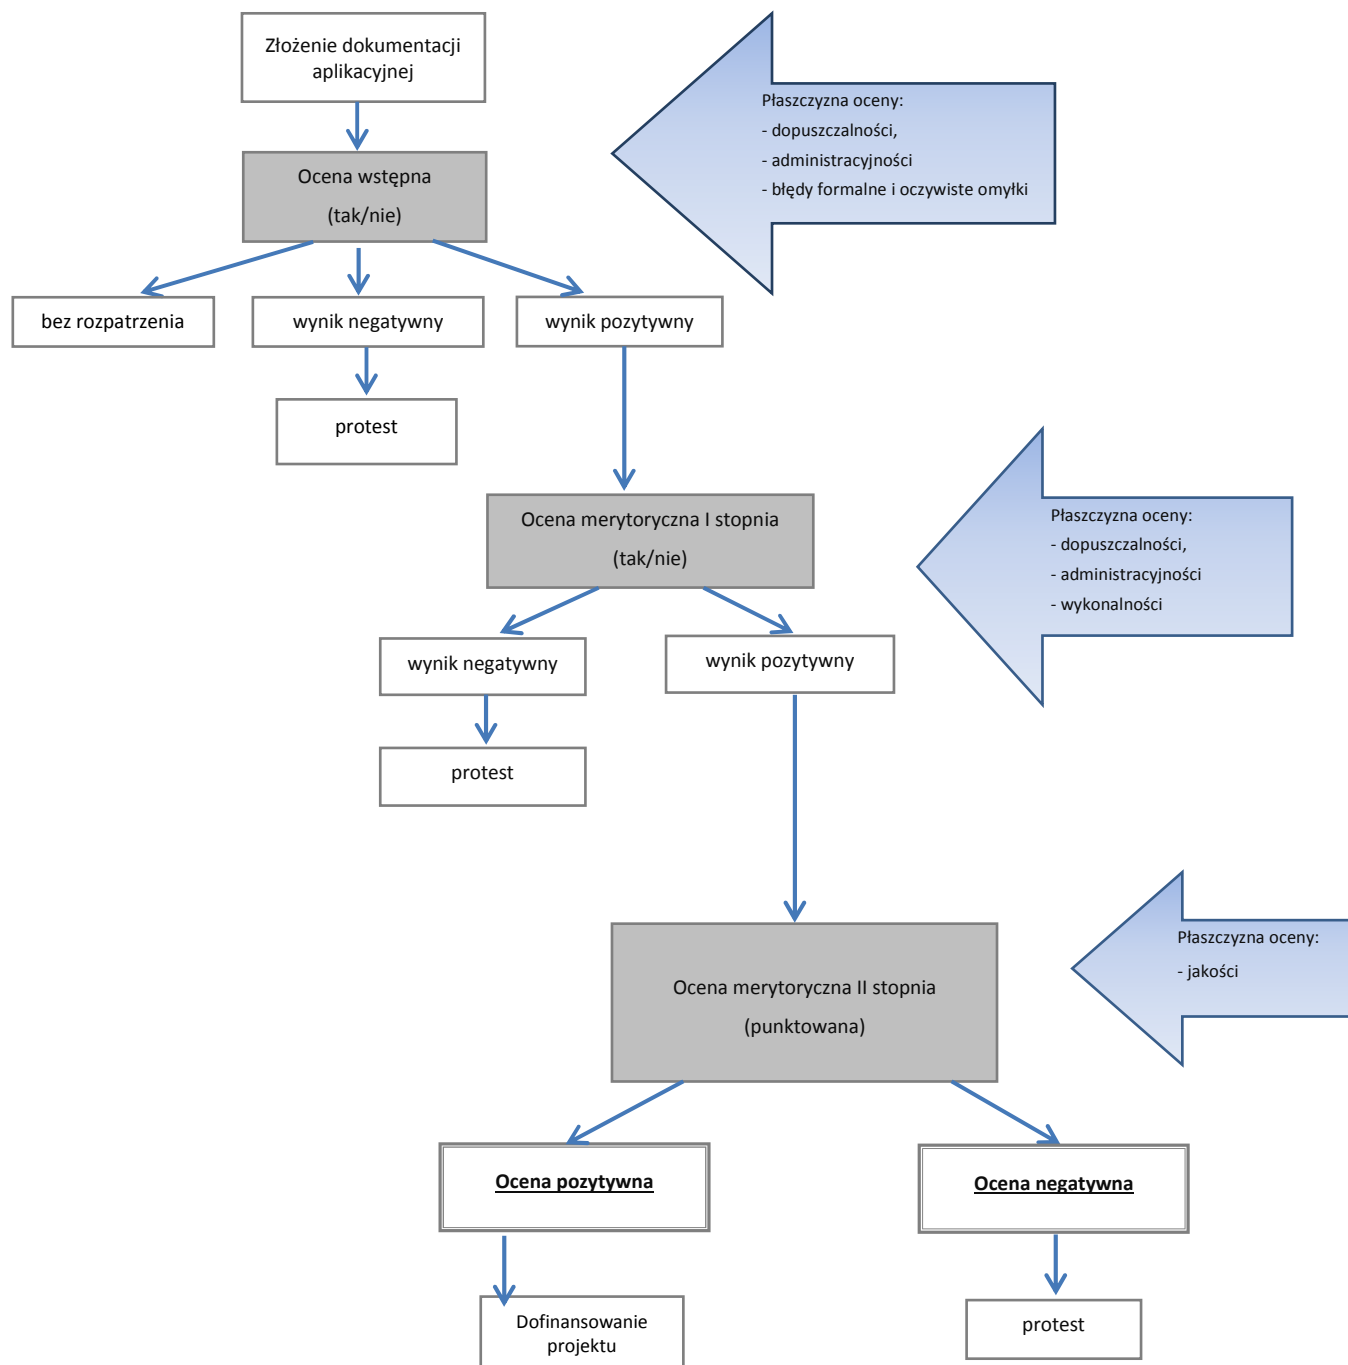 Złożenie dokumentacji
aplikacyjnej
Płaszczyzna oceny:
- dopuszczalności,
- administracyjności
- błędy formalne i oczywiste omyłki
Ocena wstępna
(tak/nie)
bez rozpatrzenia
wynik negatywny
wynik pozytywny
protest
Ocena merytoryczna I stopnia
(tak/nie)
Płaszczyzna oceny:
- dopuszczalności,
- administracyjności
- wykonalności
wynik negatywny
wynik pozytywny
protest
Ocena merytoryczna II stopnia
(punktowana)
Płaszczyzna oceny:
- jakości
Ocena pozytywna
Ocena negatywna
Dofinansowanie
projektu
protest